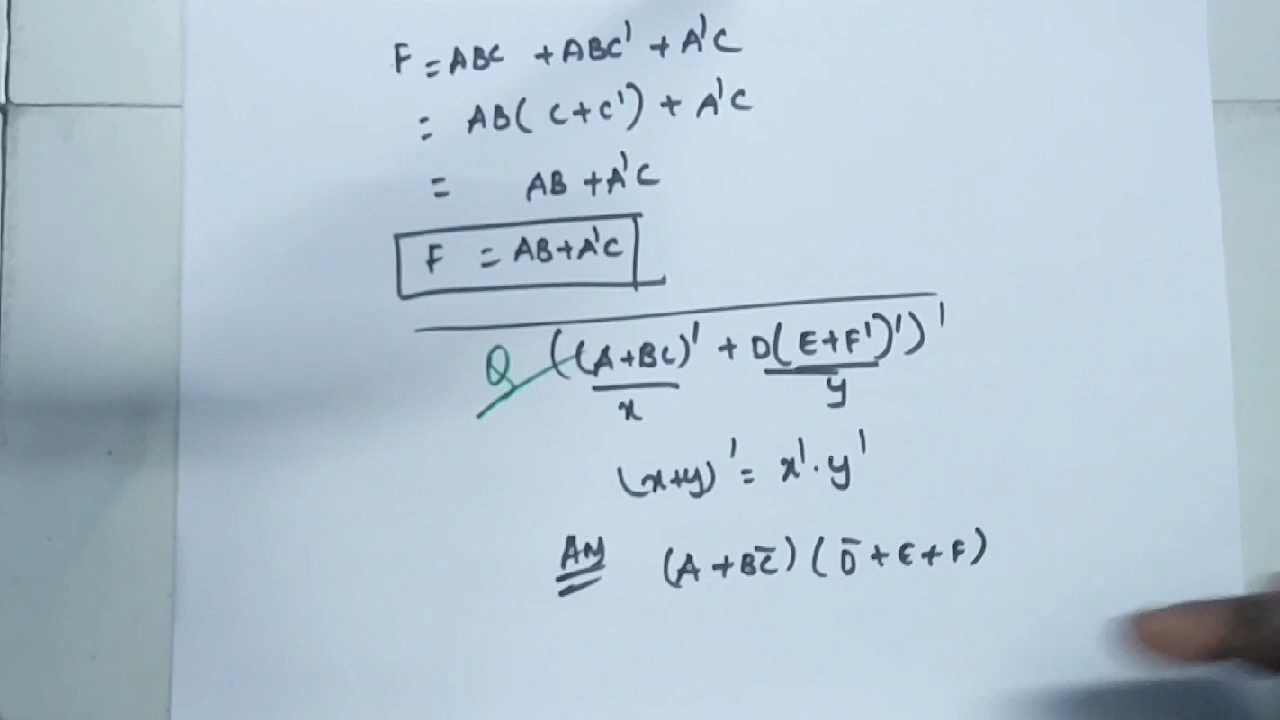 F = ABC + ABC' + A'C
= AB( C+C') + A'C
= AB + A'C
F = AB+A'C
Q ((A+BC)' + D(E+F')')'
x y
(x+y)' = x'. y'
Ans (A+BC̅) ( D̅ + E + F)